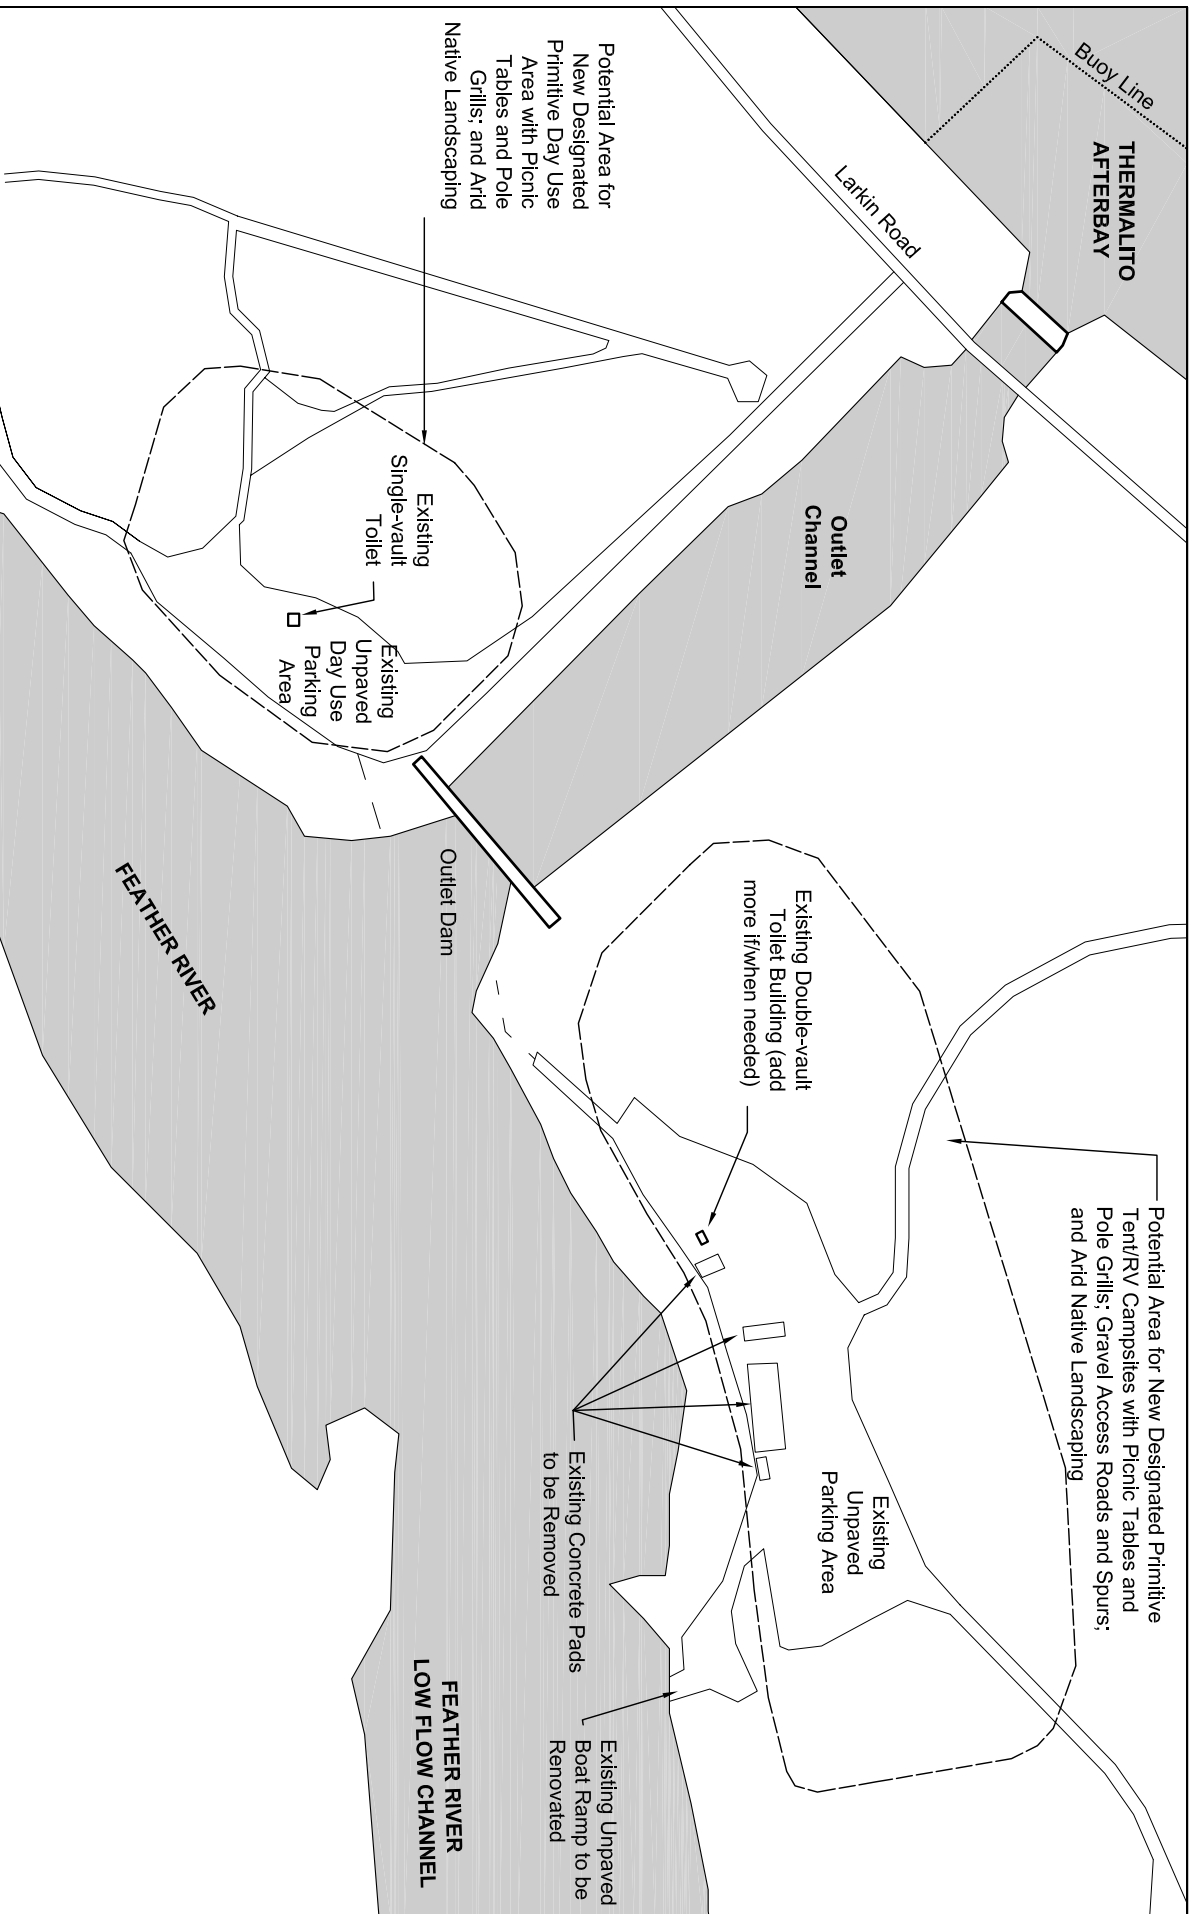 Potential Area for
New Designated
Primitive Day Use
Area with Picnic
Tables and Pole
Grills; and Arid
Native Landscaping
Buoy Line
THERMALITO
AFTERBAY
Larkin Road
Outlet
Channel
Existing
Single-vault
Toilet
Existing
Unpaved
Day Use
Parking
Area
Outlet Dam
FEATHER RIVER
Existing Double-vault
Toilet Building (add
more if/when needed)
Potential Area for New Designated Primitive
Tent/RV Campsites with Picnic Tables and
Pole Grills; Gravel Access Roads and Spurs;
and Arid Native Landscaping
Existing
Unpaved
Parking Area
Existing Concrete Pads
to be Removed
Existing Unpaved
Boat Ramp to be
Renovated
FEATHER RIVER
LOW FLOW CHANNEL